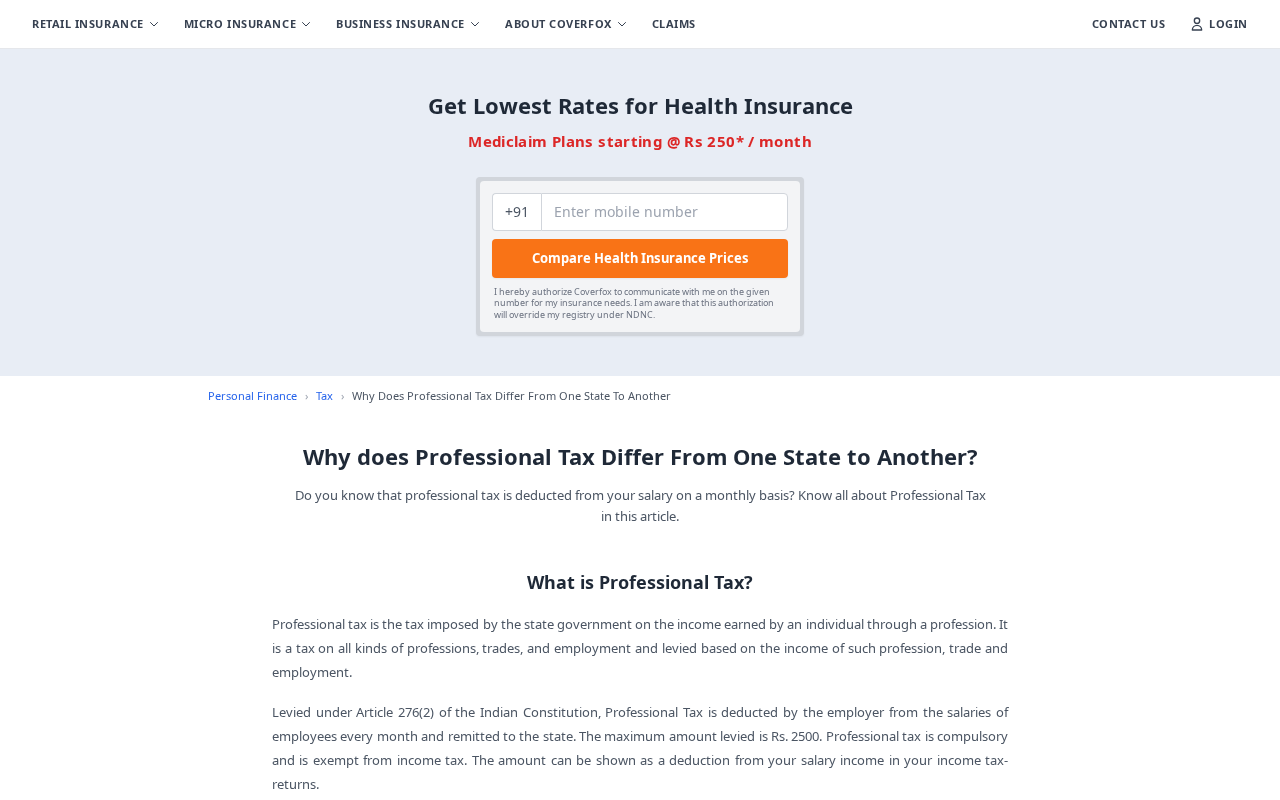 RETAIL INSURANCE MICRO INSURANCE BUSINESS INSURANCE ABOUT COVERFOX CLAIMS CONTACT US LOGIN
Get Lowest Rates for Health Insurance
Mediclaim Plans starting @ Rs 250* / month
+91 Enter mobile number
Compare Health Insurance Prices
I hereby authorize Coverfox to communicate with me on the given
number for my insurance needs. I am aware that this authorization
will override my registry under NDNC.
Personal Finance › Tax › Why Does Professional Tax Differ From One State To Another
Why does Professional Tax Differ From One State to Another?
Do you know that professional tax is deducted from your salary on a monthly basis? Know all about Professional Tax
in this article.
What is Professional Tax?
Professional tax is the tax imposed by the state government on the income earned by an individual through a profession. It
is a tax on all kinds of professions, trades, and employment and levied based on the income of such profession, trade and
employment.
Levied under Article 276(2) of the Indian Constitution, Professional Tax is deducted by the employer from the salaries of
employees every month and remitted to the state. The maximum amount levied is Rs. 2500. Professional tax is compulsory
and is exempt from income tax. The amount can be shown as a deduction from your salary income in your income tax-
returns.